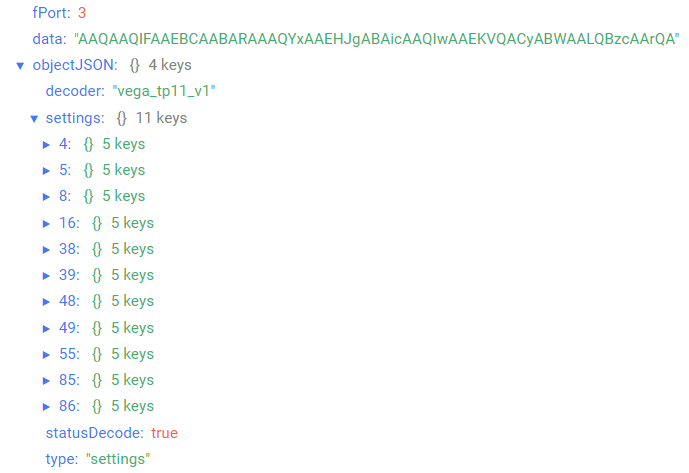 fPort: 3
data: "AAQAAQIFAAEBCAABARAAAQYxAAEHJgABAicAAQIwAAEKVQACyABWAALQBzcAArQA"
▼ objectJSON: {} 4 keys
decoder: "vega_tp11_v1"
▼ settings: {} 11 keys
► 4: {} 5 keys
► 5: {} 5 keys
► 8: {} 5 keys
► 16: {} 5 keys
► 38: {} 5 keys
► 39: {} 5 keys
► 48: {} 5 keys
► 49: {} 5 keys
► 55: {} 5 keys
► 85: {} 5 keys
► 86: {} 5 keys
statusDecode: true
type: "settings"